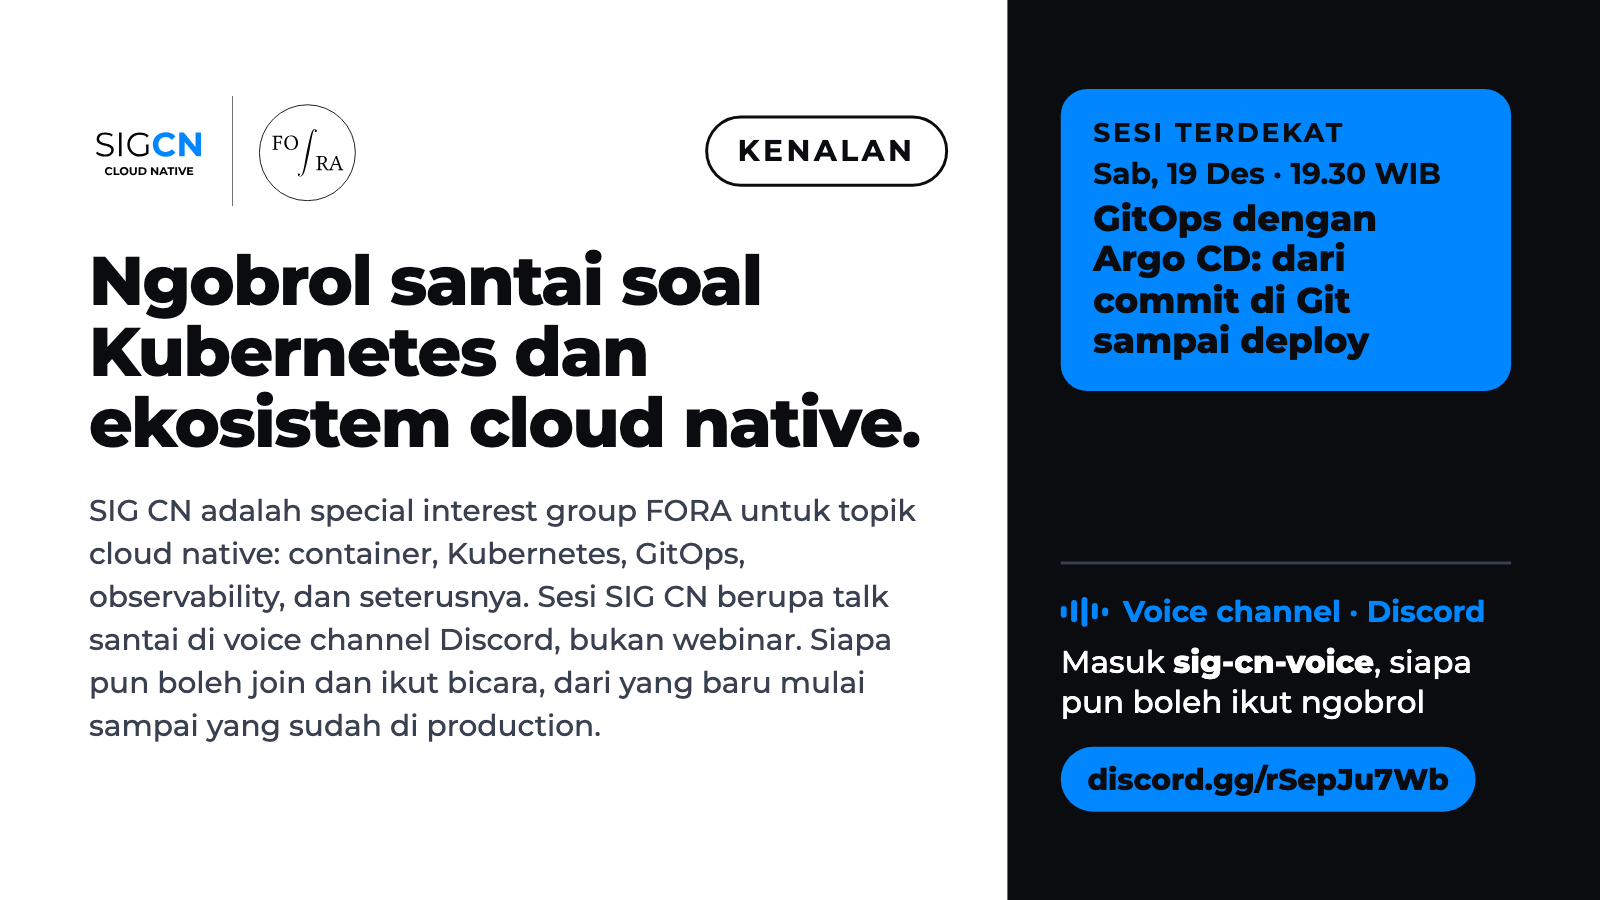 SIGCN
CLOUD NATIVE
FO RA
KENALAN
Ngobrol santai soal
Kubernetes dan
ekosistem cloud native.
SIG CN adalah special interest group FORA untuk topik
cloud native: container, Kubernetes, GitOps,
observability, dan seterusnya. Sesi SIG CN berupa talk
santai di voice channel Discord, bukan webinar. Siapa
pun boleh join dan ikut bicara, dari yang baru mulai
sampai yang sudah di production.
SESI TERDEKAT
Sab, 19 Des · 19.30 WIB
GitOps dengan
Argo CD: dari
commit di Git
sampai deploy
Voice channel · Discord
Masuk sig-cn-voice, siapa
pun boleh ikut ngobrol
discord.gg/rSepJu7Wb